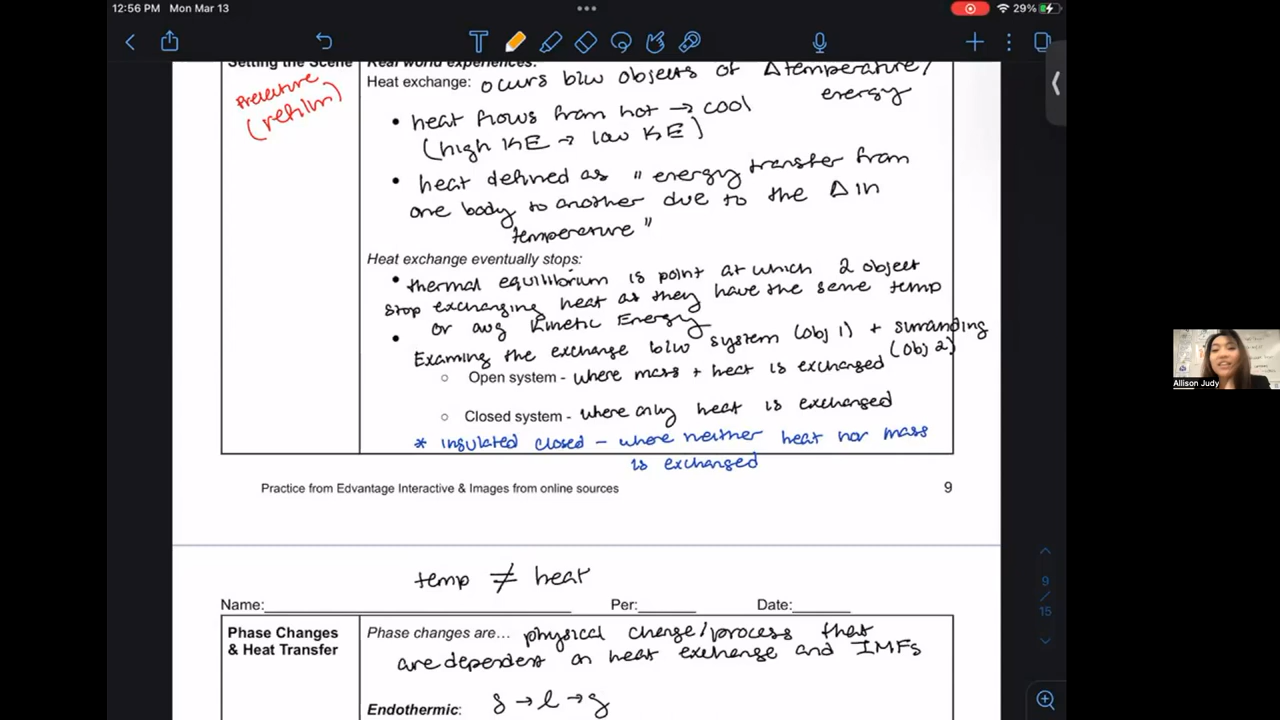 12:56 PM Mon Mar 13
29%
Setting the Scene
Real world experiences:
Prelecture
(refilm)
Heat exchange: occurs b/w objects of Δtemperature/
energy
• heat flows from hot → cool
(high KE → low KE)
• heat defined as "energy transfer from
one body to another due to the Δ in
temperature"
Heat exchange eventually stops:
• thermal equilibrium is point at which 2 object
stop exchanging heat as they have the same temp
or avg Kinetic Energy
• Examing the exchange b/w system (obj 1) + surrounding
(obj 2)
○ Open system - where mass + heat is exchanged
○ Closed system - where only heat is exchanged
* insulated closed - where neither heat nor mass
is exchanged
Practice from Edvantage Interactive & Images from online sources 9
temp ≠ heat
Name: Per: Date:
Phase Changes
& Heat Transfer
Phase changes are... physical change/process that
are dependent on heat exchange and IMFs
Endothermic: s → l → g
9
/
15
Allison Judy